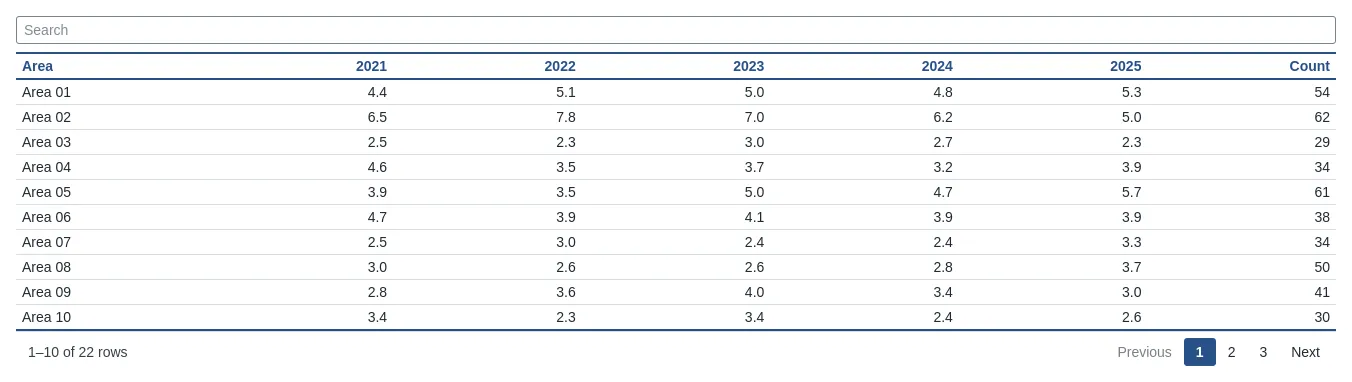 Search
Area 2021 2022 2023 2024 2025 Count
Area 01 4.4 5.1 5.0 4.8 5.3 54
Area 02 6.5 7.8 7.0 6.2 5.0 62
Area 03 2.5 2.3 3.0 2.7 2.3 29
Area 04 4.6 3.5 3.7 3.2 3.9 34
Area 05 3.9 3.5 5.0 4.7 5.7 61
Area 06 4.7 3.9 4.1 3.9 3.9 38
Area 07 2.5 3.0 2.4 2.4 3.3 34
Area 08 3.0 2.6 2.6 2.8 3.7 50
Area 09 2.8 3.6 4.0 3.4 3.0 41
Area 10 3.4 2.3 3.4 2.4 2.6 30
1–10 of 22 rows Previous 1 2 3 Next